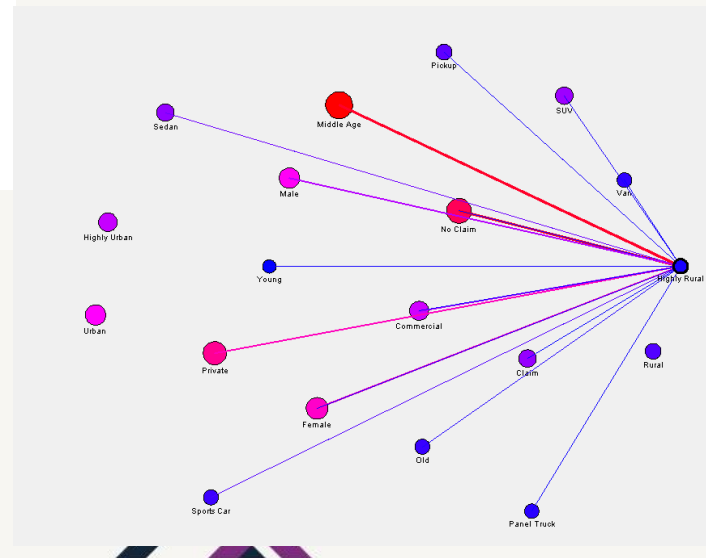 Pickup
SUV
Sedan
Middle Age
Male
Van
No Claim
Highly Urban
Young
Highly Rural
Urban
Commercial
Private
Claim
Rural
Female
Old
Sports Car
Panel Truck